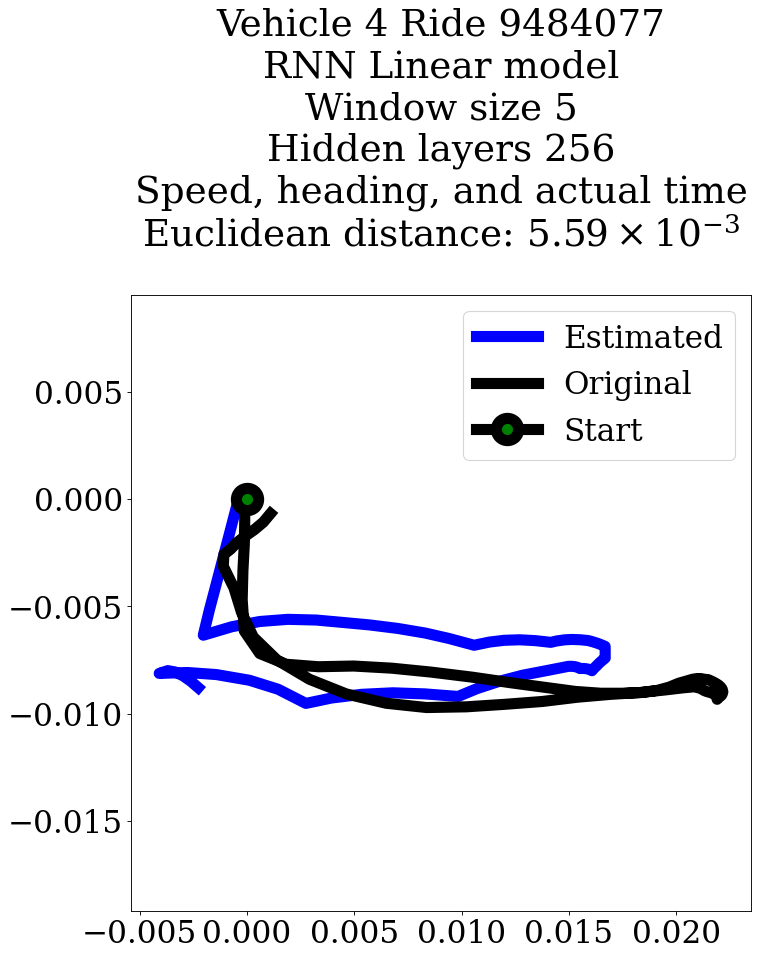 Vehicle 4 Ride 9484077
RNN Linear model
Window size 5
Hidden layers 256
Speed, heading, and actual time
Euclidean distance: 5.59 × 10⁻³
Estimated
Original
Start
0.005
0.000
−0.005
−0.010
−0.015
−0.005 0.000 0.005 0.010 0.015 0.020